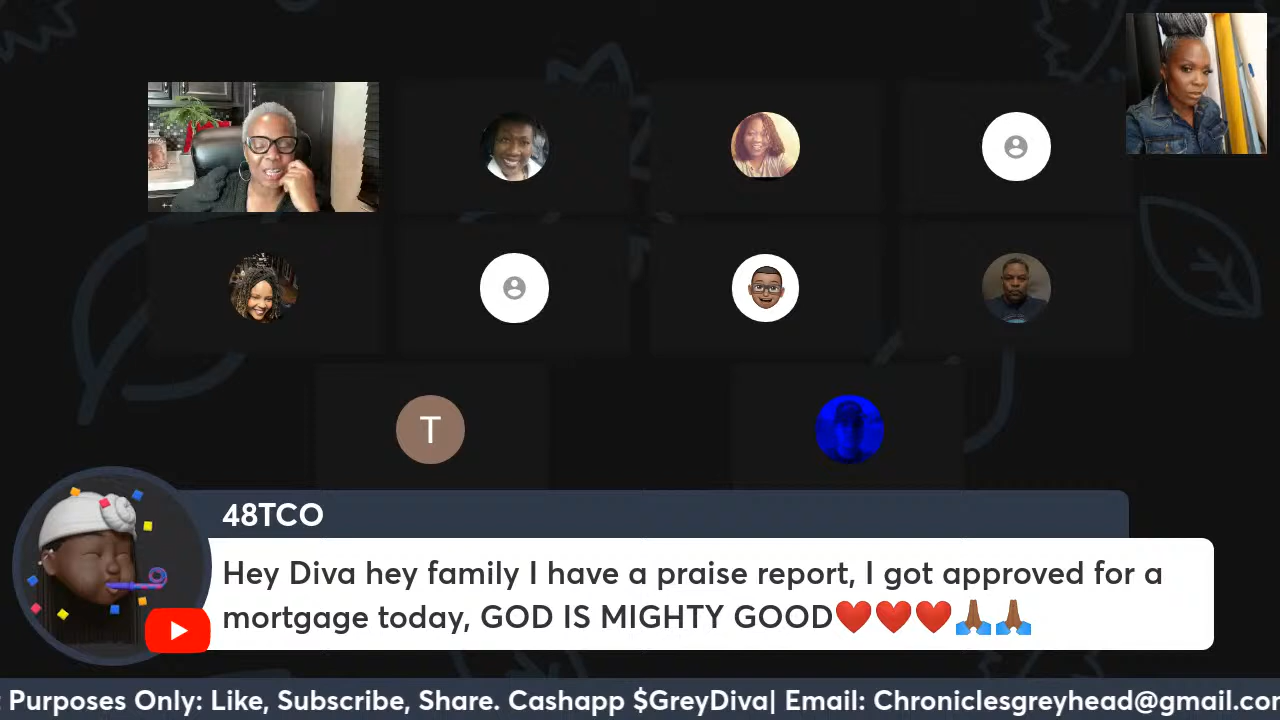 T
48TCO
Hey Diva hey family I have a praise report, I got approved for a
mortgage today, GOD IS MIGHTY GOOD❤️❤️❤️🙏🏾🙏🏾
: Purposes Only: Like, Subscribe, Share. Cashapp $GreyDiva| Email: Chroniclesgreyhead@gmail.com